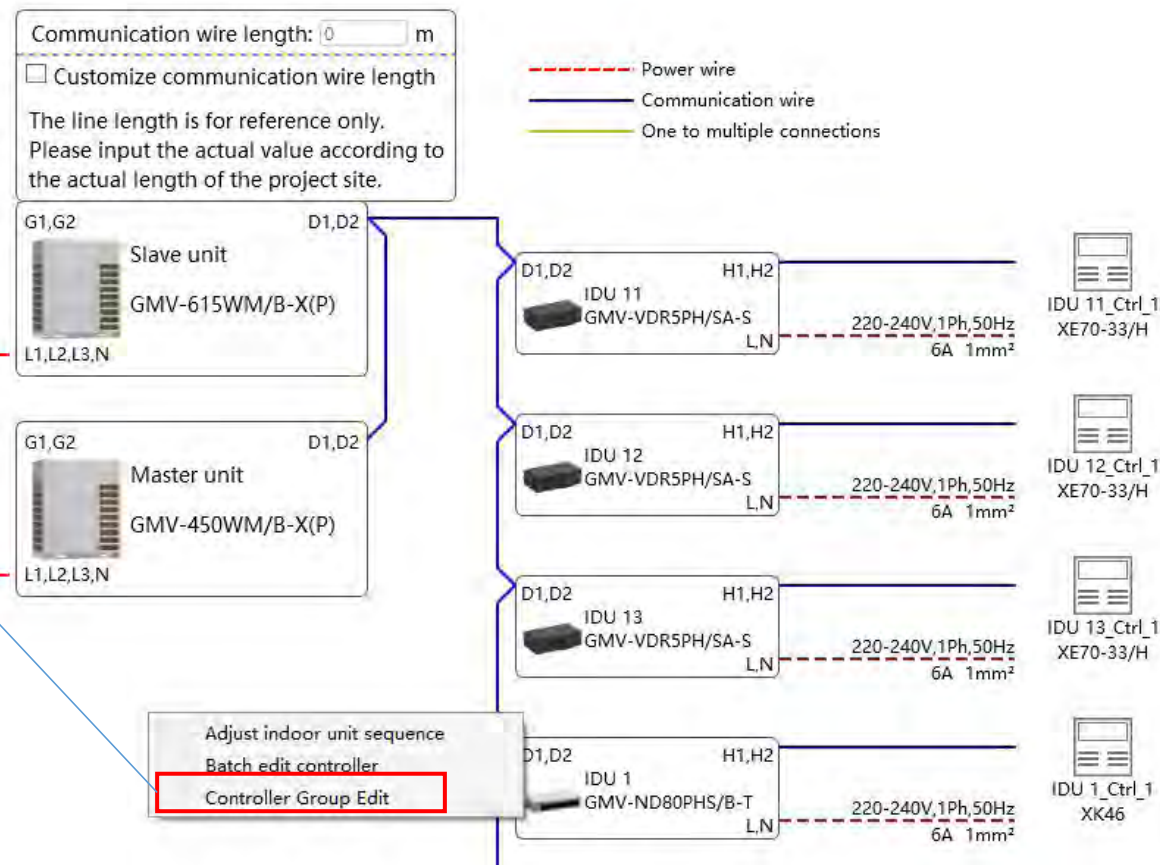 Communication wire length: 0 m
Customize communication wire length
The line length is for reference only.
Please input the actual value according to
the actual length of the project site.
Power wire
Communication wire
One to multiple connections
G1,G2 D1,D2
Slave unit
GMV-615WM/B-X(P)
L1,L2,L3,N
G1,G2 D1,D2
Master unit
GMV-450WM/B-X(P)
L1,L2,L3,N
D1,D2 H1,H2
IDU 11
GMV-VDR5PH/SA-S
L,N
220-240V,1Ph,50Hz
6A 1mm²
IDU 11_Ctrl_1
XE70-33/H
D1,D2 H1,H2
IDU 12
GMV-VDR5PH/SA-S
L,N
220-240V,1Ph,50Hz
6A 1mm²
IDU 12_Ctrl_1
XE70-33/H
D1,D2 H1,H2
IDU 13
GMV-VDR5PH/SA-S
L,N
220-240V,1Ph,50Hz
6A 1mm²
IDU 13_Ctrl_1
XE70-33/H
Adjust indoor unit sequence
Batch edit controller
Controller Group Edit
D1,D2 H1,H2
IDU 1
GMV-ND80PHS/B-T
L,N
220-240V,1Ph,50Hz
6A 1mm²
IDU 1_Ctrl_1
XK46